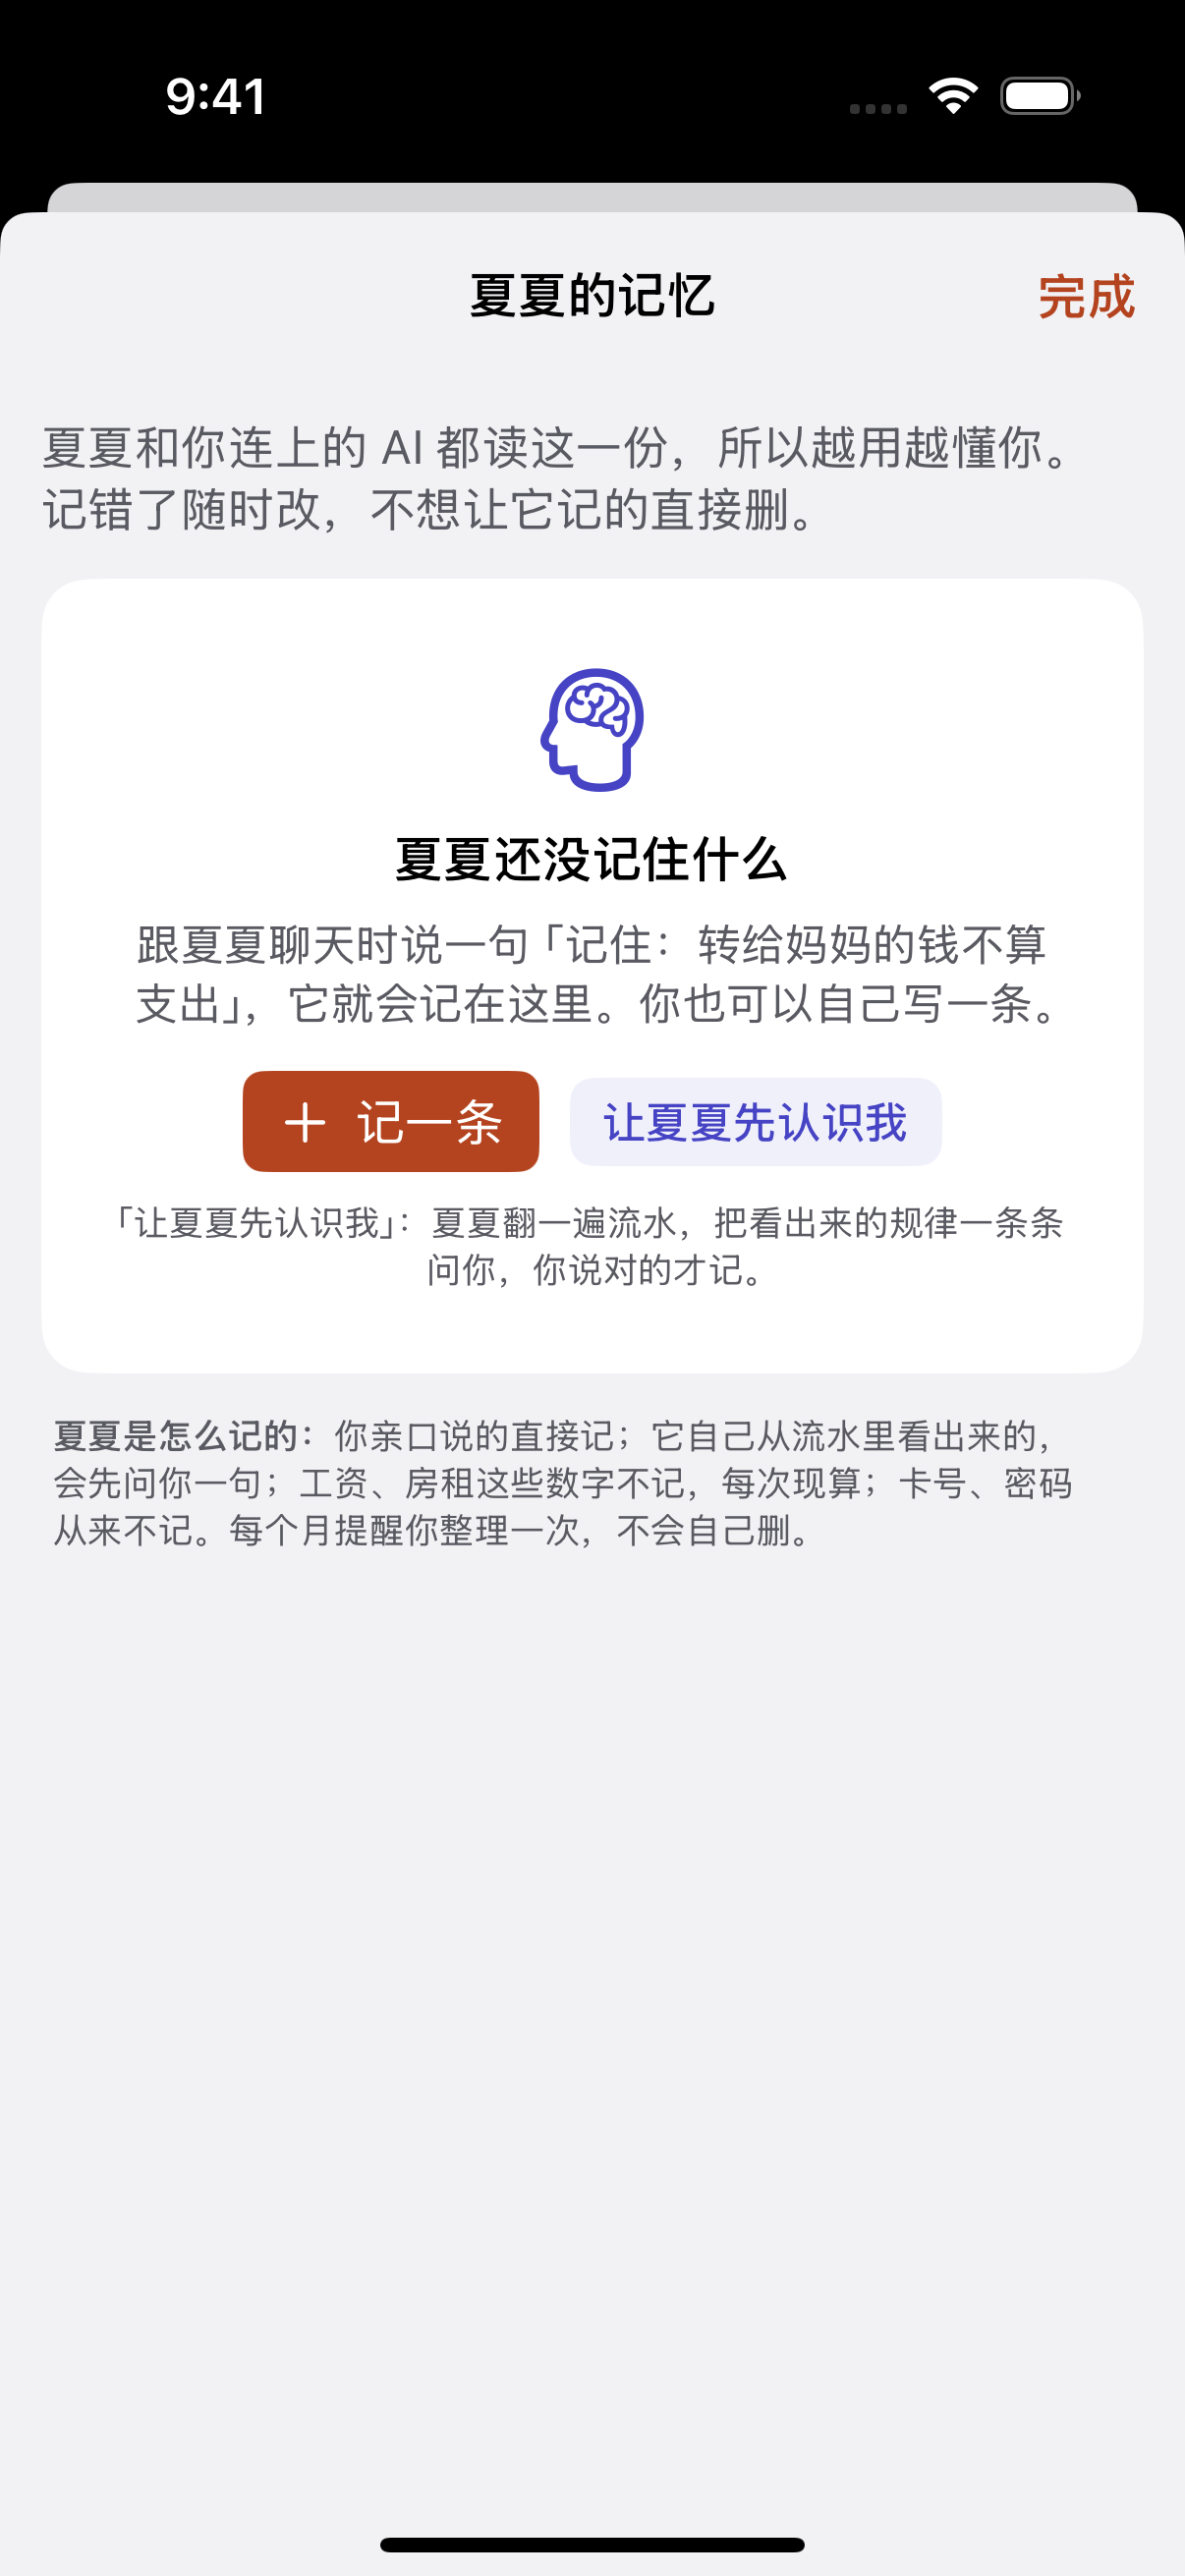 9:41
夏夏的记忆
完成
夏夏和你连上的 AI 都读这一份，所以越用越懂你。
记错了随时改，不想让它记的直接删。
夏夏还没记住什么
跟夏夏聊天时说一句「记住：转给妈妈的钱不算
支出」，它就会记在这里。你也可以自己写一条。
记一条
让夏夏先认识我
「让夏夏先认识我」：夏夏翻一遍流水，把看出来的规律一条条
问你，你说对的才记。
夏夏是怎么记的：你亲口说的直接记；它自己从流水里看出来的，
会先问你一句；工资、房租这些数字不记，每次现算；卡号、密码
从来不记。每个月提醒你整理一次，不会自己删。